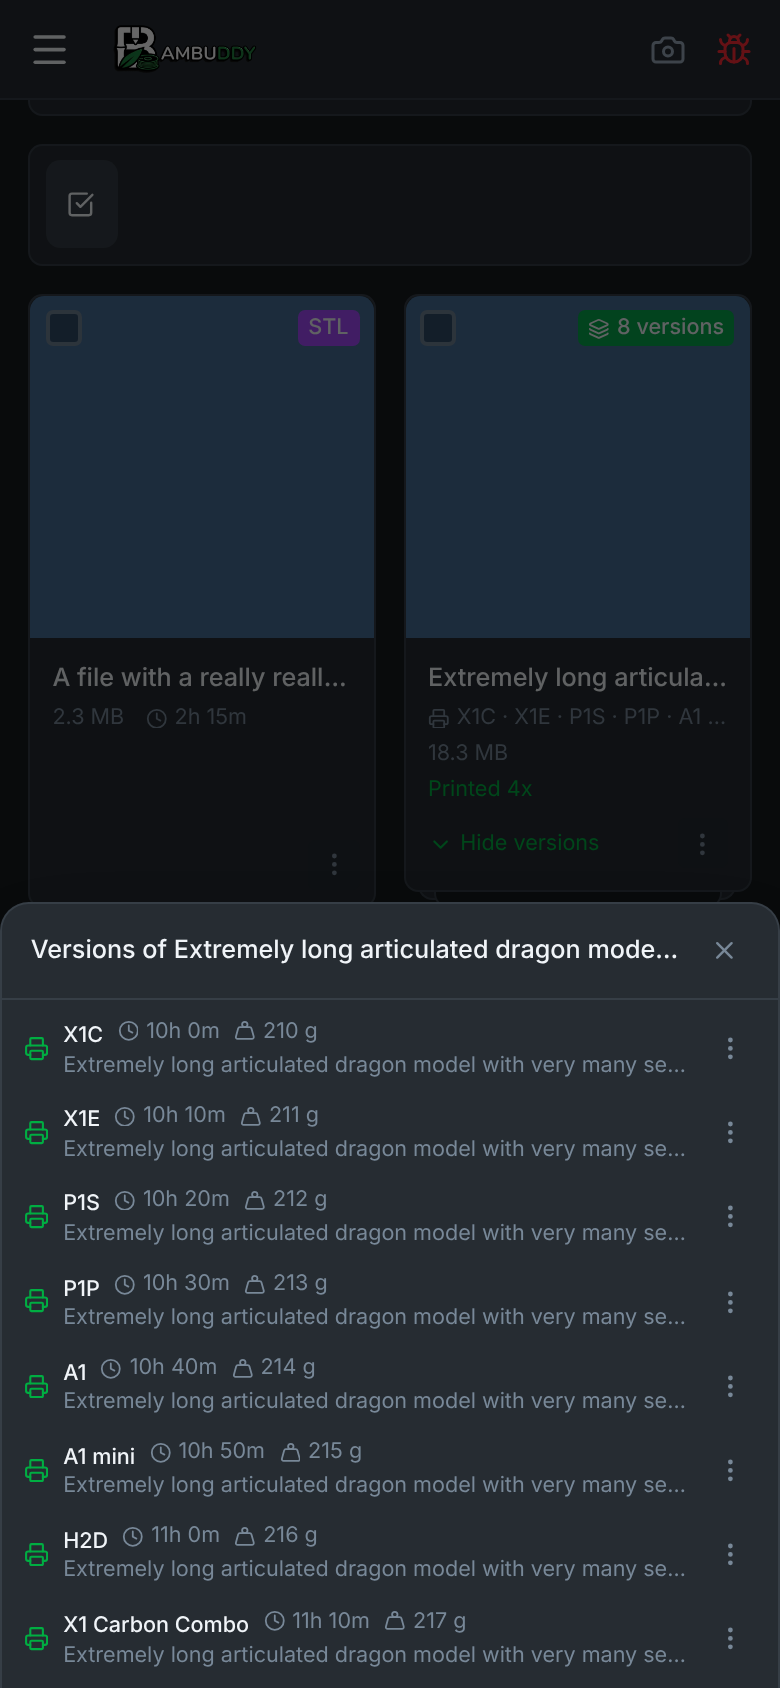 AMBUDDY
STL
8 versions
A file with a really reall...
2.3 MB 2h 15m
Extremely long articula...
X1C · X1E · P1S · P1P · A1 ...
18.3 MB
Printed 4x
Hide versions
Versions of Extremely long articulated dragon mode...
X1C 10h 0m 210 g
Extremely long articulated dragon model with very many se...
X1E 10h 10m 211 g
Extremely long articulated dragon model with very many se...
P1S 10h 20m 212 g
Extremely long articulated dragon model with very many se...
P1P 10h 30m 213 g
Extremely long articulated dragon model with very many se...
A1 10h 40m 214 g
Extremely long articulated dragon model with very many se...
A1 mini 10h 50m 215 g
Extremely long articulated dragon model with very many se...
H2D 11h 0m 216 g
Extremely long articulated dragon model with very many se...
X1 Carbon Combo 11h 10m 217 g
Extremely long articulated dragon model with very many se...